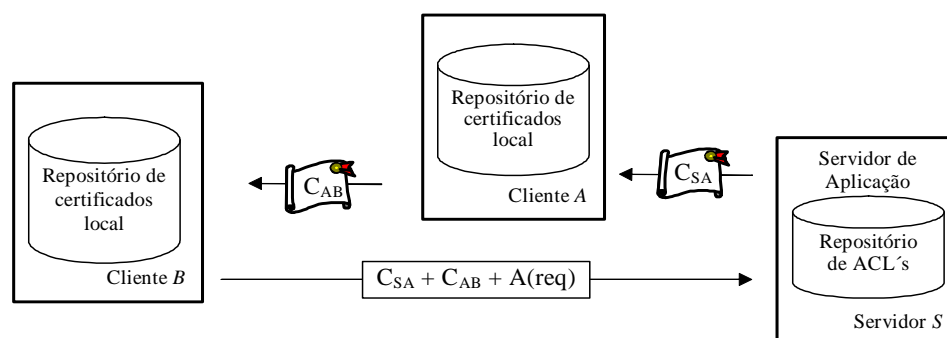 Repositório de
certificados
local
Cliente B
C_AB
Repositório de
certificados
local
Cliente A
C_SA
Servidor de
Aplicação
Repositório
de ACL´s
Servidor S
C_SA + C_AB + A(req)